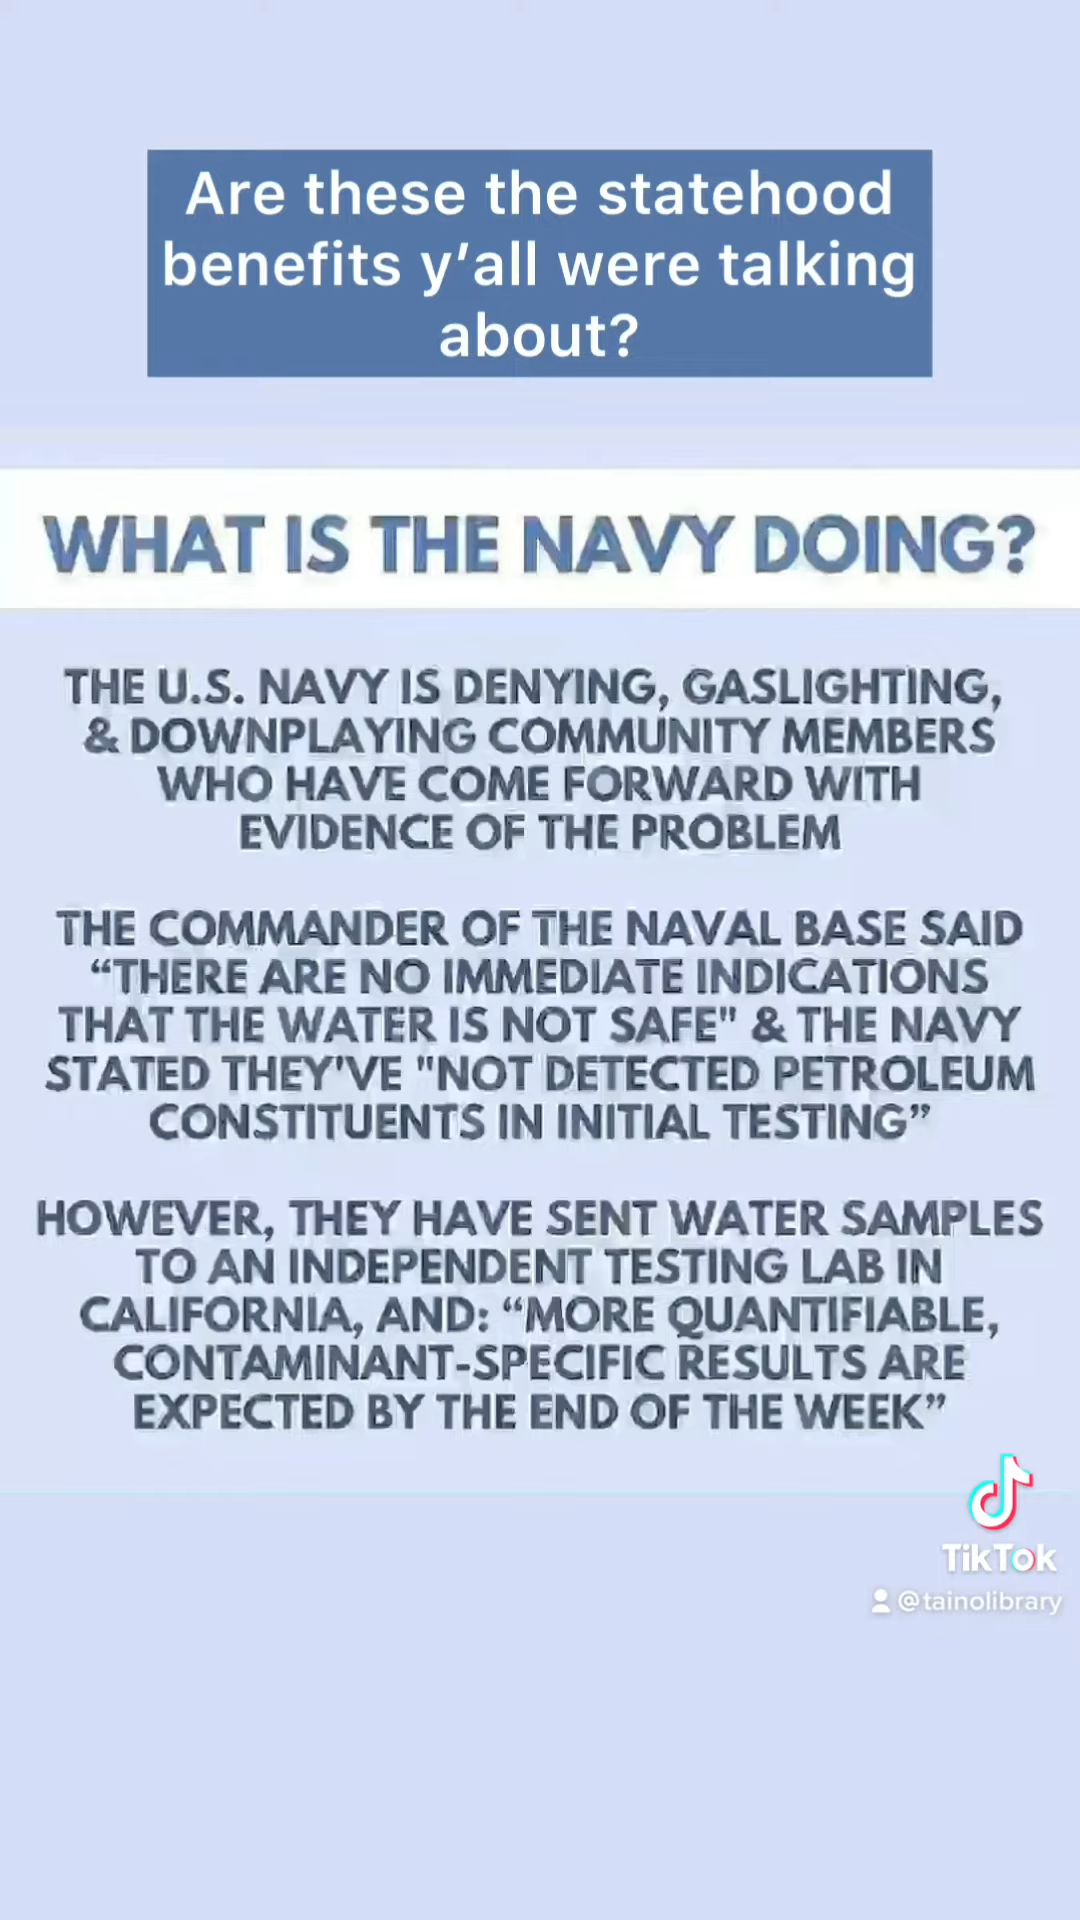 Are these the statehood
benefits y’all were talking
about?
WHAT IS THE NAVY DOING?
THE U.S. NAVY IS DENYING, GASLIGHTING,
& DOWNPLAYING COMMUNITY MEMBERS
WHO HAVE COME FORWARD WITH
EVIDENCE OF THE PROBLEM
THE COMMANDER OF THE NAVAL BASE SAID
“THERE ARE NO IMMEDIATE INDICATIONS
THAT THE WATER IS NOT SAFE" & THE NAVY
STATED THEY'VE "NOT DETECTED PETROLEUM
CONSTITUENTS IN INITIAL TESTING”
HOWEVER, THEY HAVE SENT WATER SAMPLES
TO AN INDEPENDENT TESTING LAB IN
CALIFORNIA, AND: “MORE QUANTIFIABLE,
CONTAMINANT-SPECIFIC RESULTS ARE
EXPECTED BY THE END OF THE WEEK”
TikTok
@tainolibrary